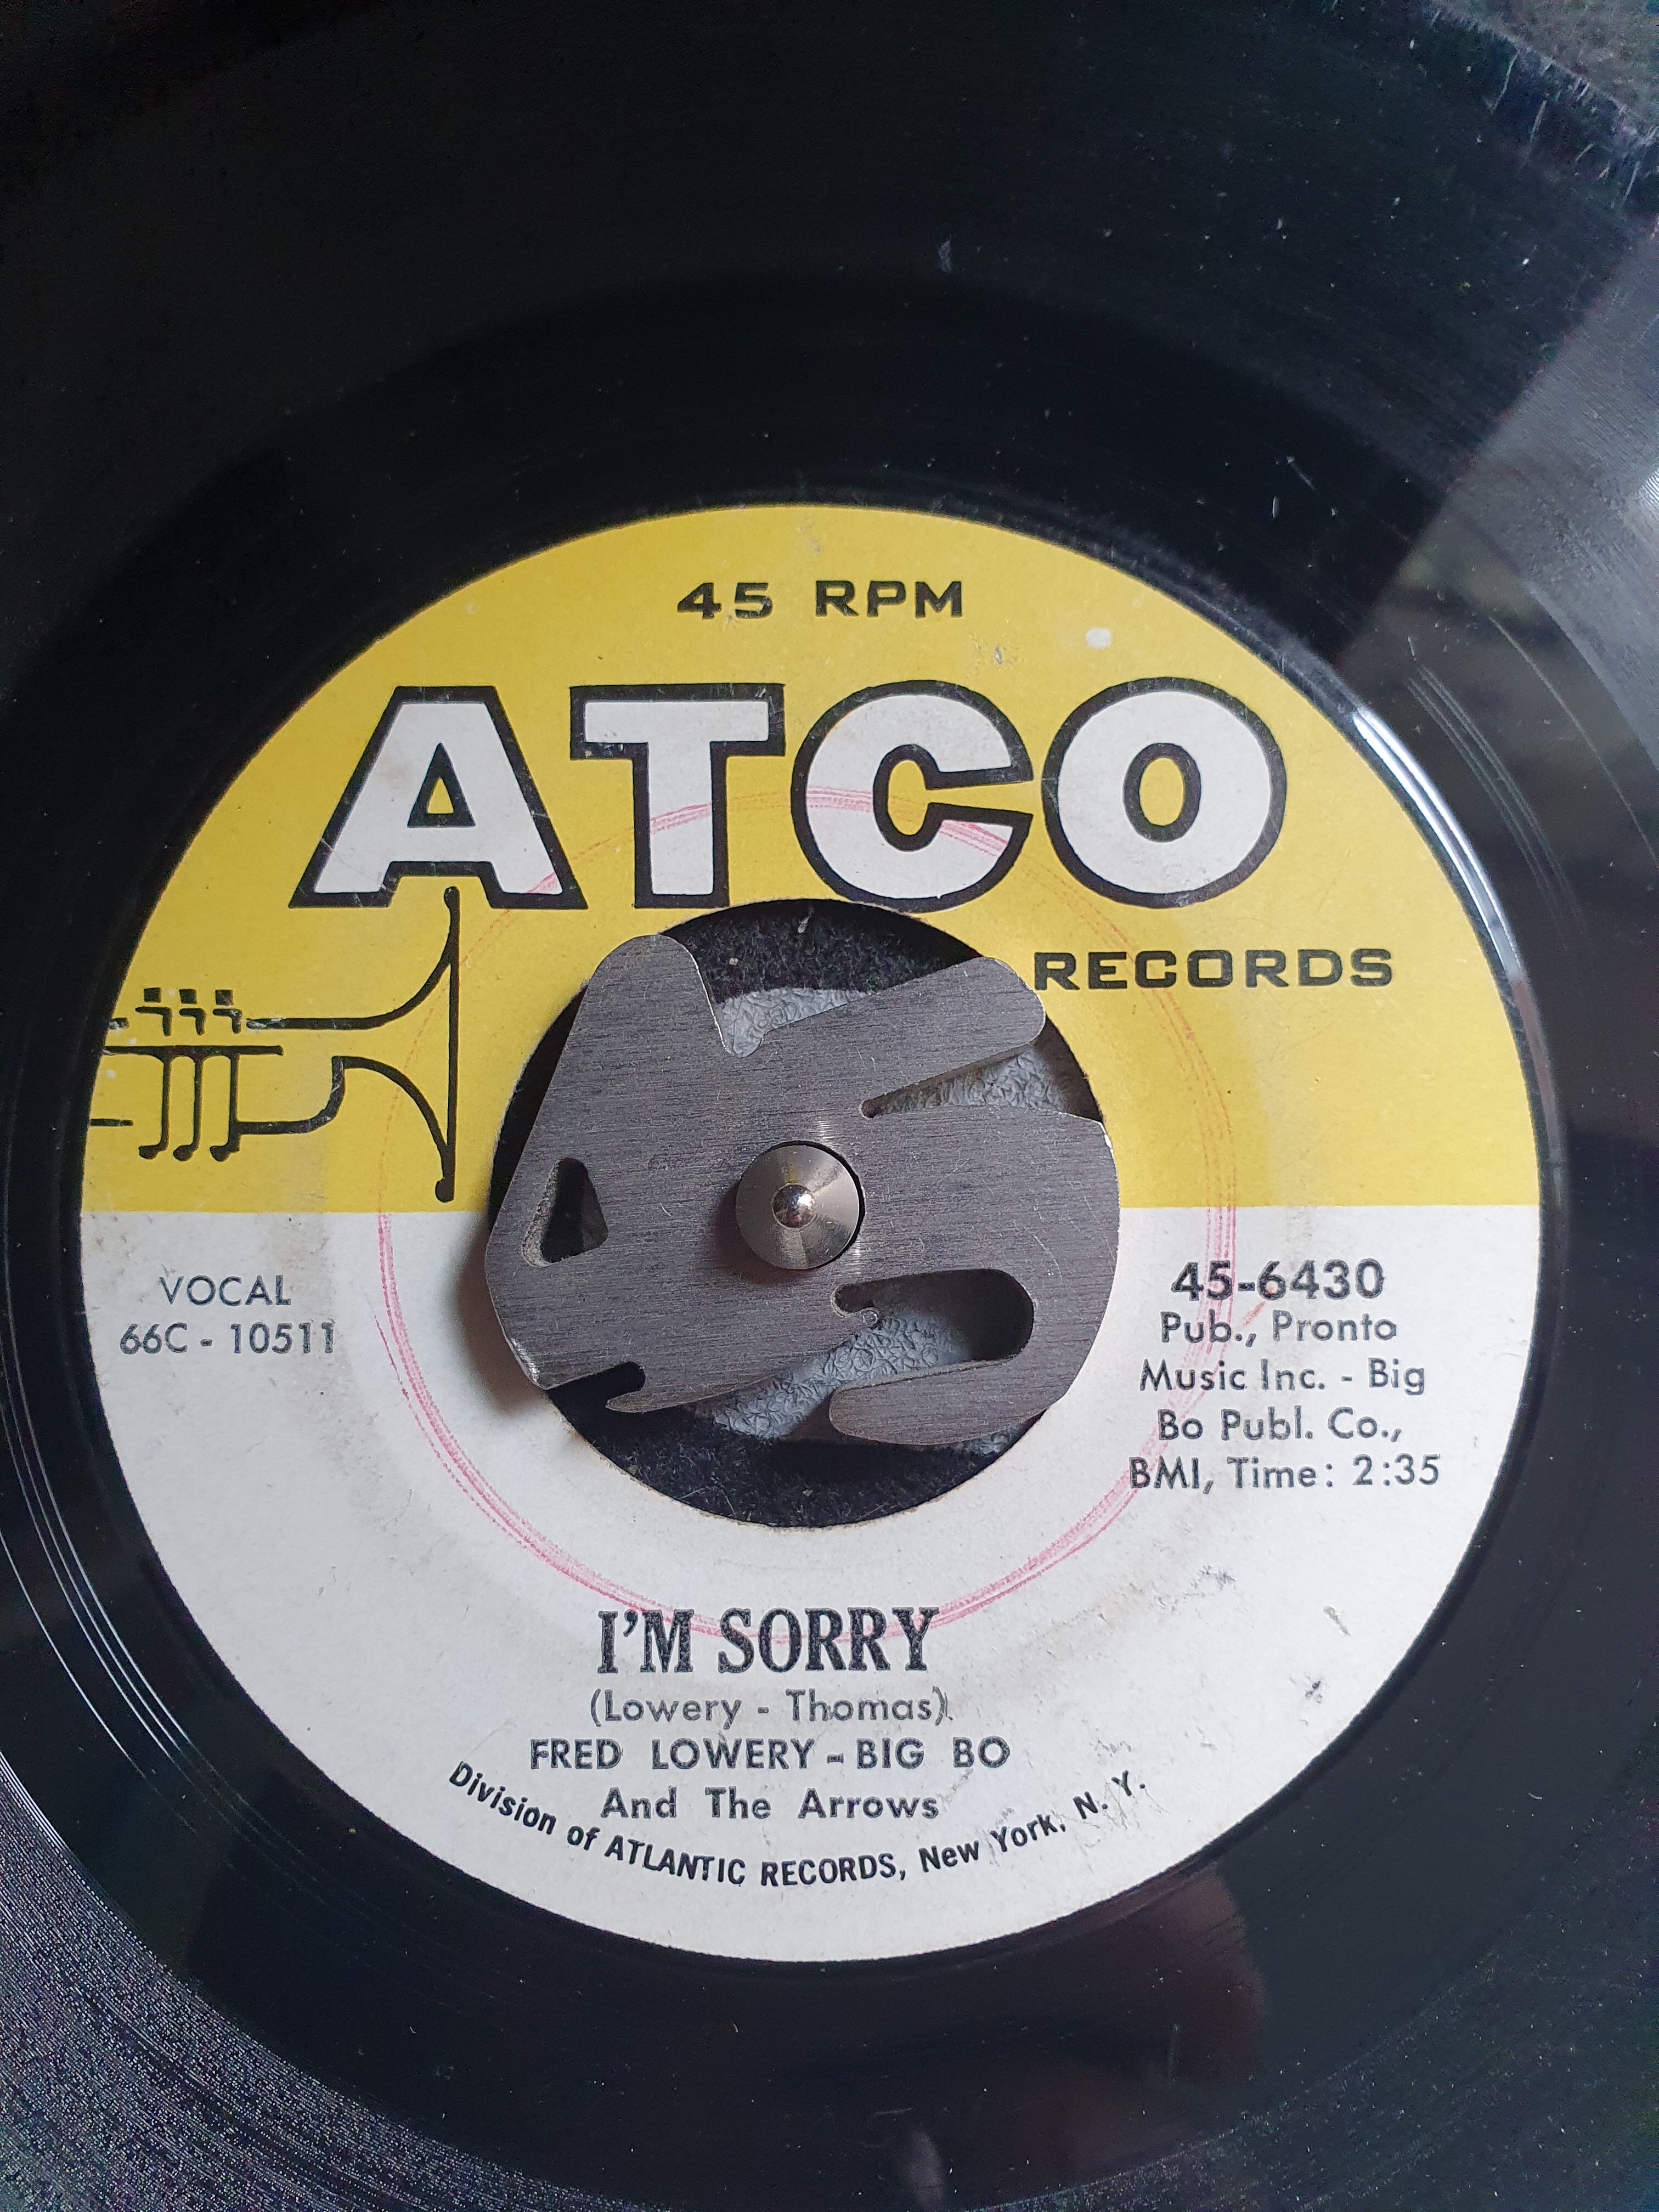 45 RPM
ATCO
RECORDS
VOCAL
66C - 10511
45-6430
Pub., Pronto
Music Inc. - Big
Bo Publ. Co.,
BMI, Time: 2:35
I'M SORRY
(Lowery - Thomas)
FRED LOWERY - BIG BO
And The Arrows
Division of ATLANTIC RECORDS, New York, N. Y.